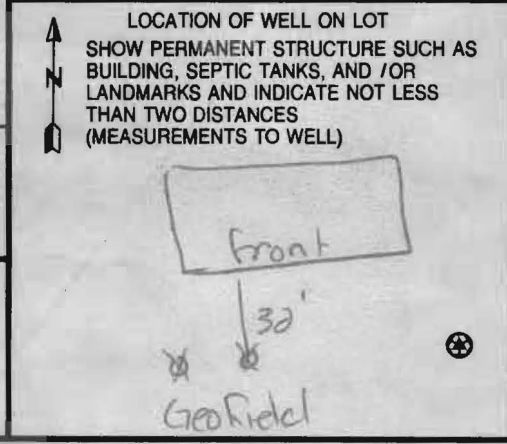 LOCATION OF WELL ON LOT
SHOW PERMANENT STRUCTURE SUCH AS
N
BUILDING, SEPTIC TANKS, AND /OR
LANDMARKS AND INDICATE NOT LESS
THAN TWO DISTANCES
(MEASUREMENTS TO WELL)
front
32'
Geofield